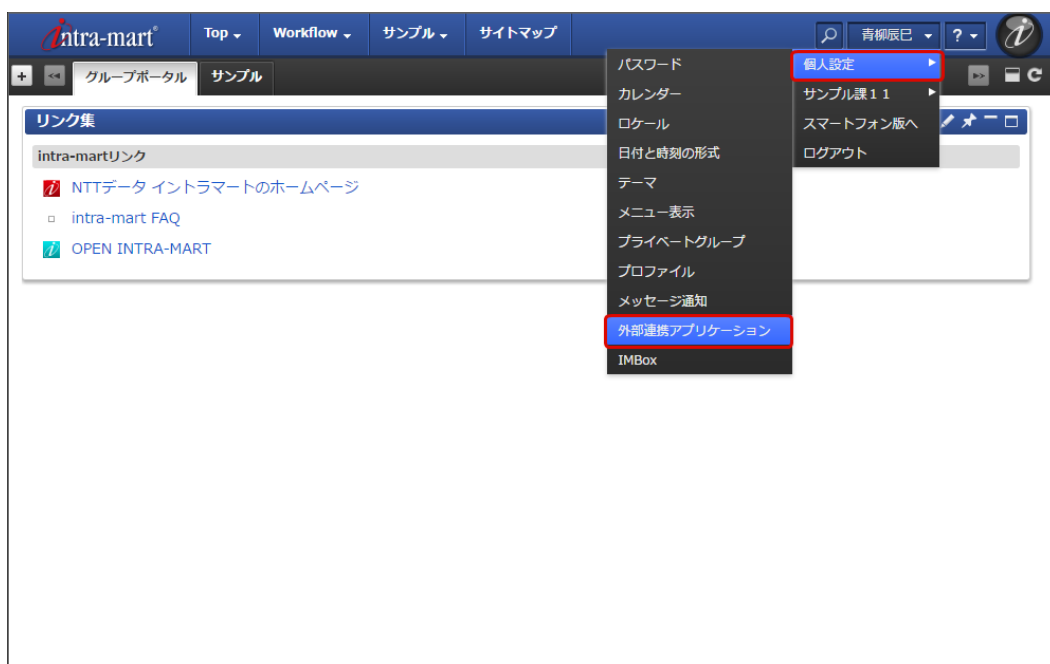 intra-mart® Top Workflow サンプル サイトマップ 青柳辰巳 ?
グループポータル サンプル
リンク集
intra-martリンク
NTTデータ イントラマートのホームページ
intra-mart FAQ
OPEN INTRA-MART
パスワード
カレンダー
ロケール
日付と時刻の形式
テーマ
メニュー表示
プライベートグループ
プロファイル
メッセージ通知
外部連携アプリケーション
IMBox
個人設定
サンプル課11
スマートフォン版へ
ログアウト